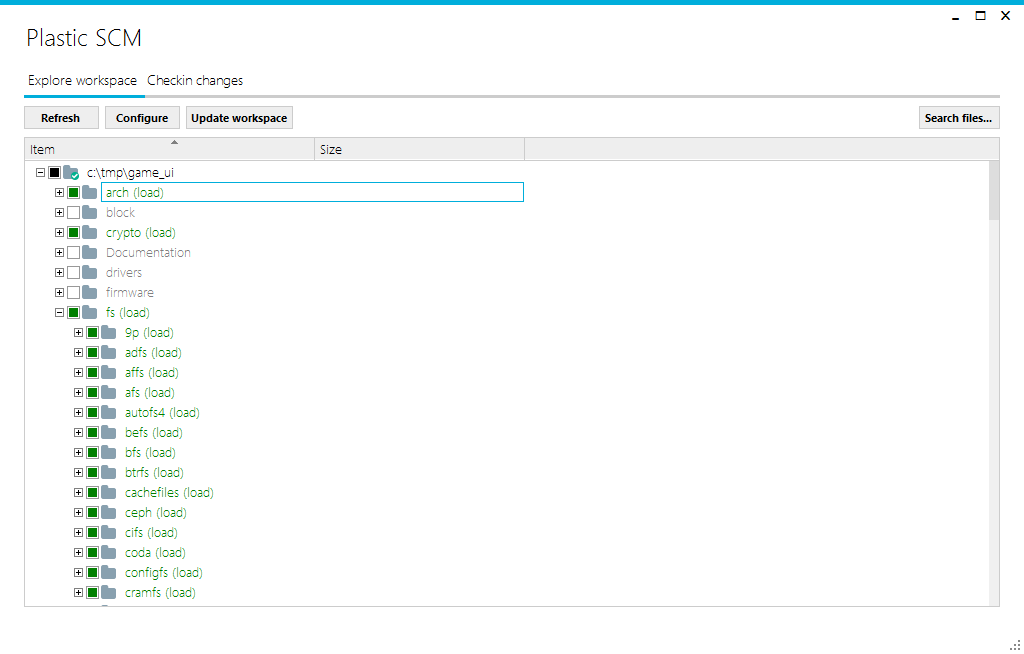 Plastic SCM
Explore workspace Checkin changes
Refresh Configure Update workspace Search files...
Item Size
c:\tmp\game_ui
arch (load)
block
crypto (load)
Documentation
drivers
firmware
fs (load)
9p (load)
adfs (load)
affs (load)
afs (load)
autofs4 (load)
befs (load)
bfs (load)
btrfs (load)
cachefiles (load)
ceph (load)
cifs (load)
coda (load)
configfs (load)
cramfs (load)